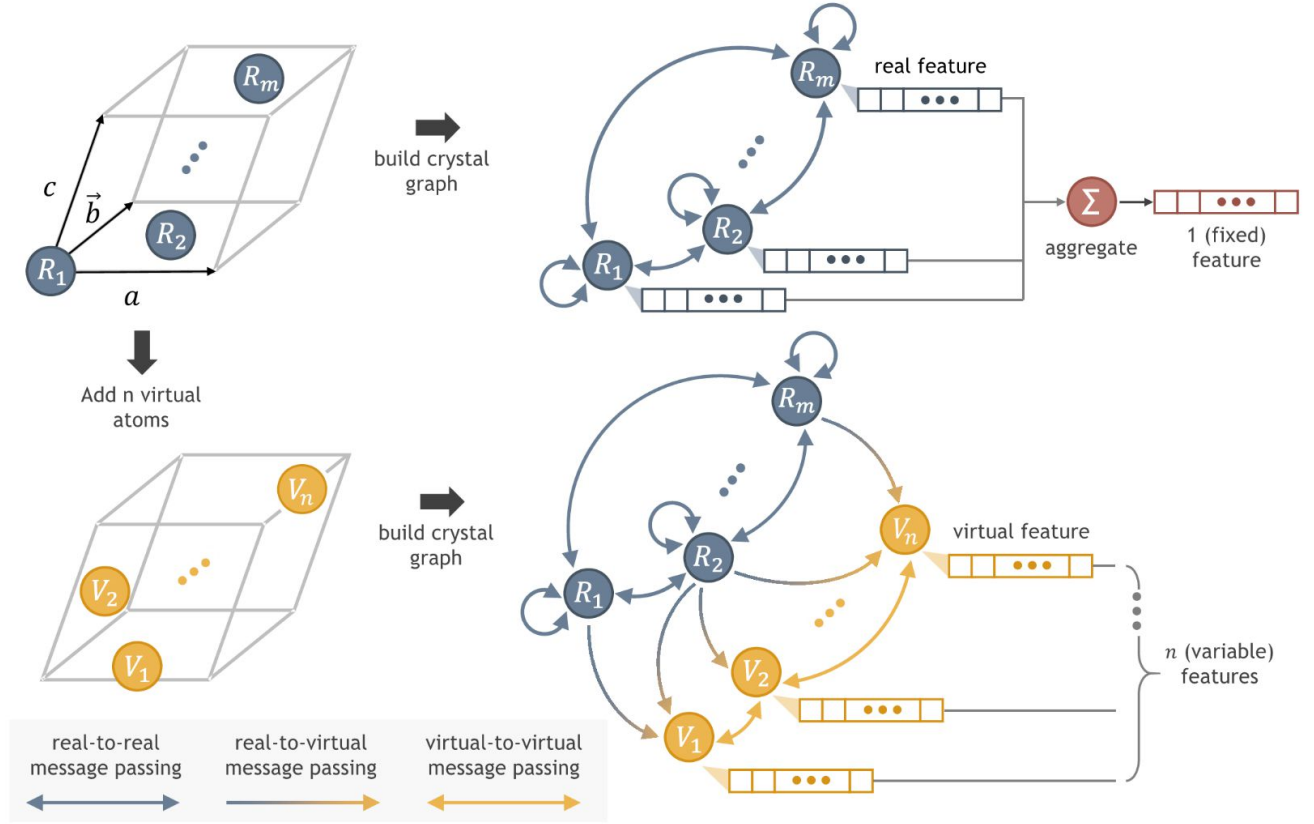 R_m
c
b⃗
R_2
R_1
a
build crystal
graph
R_m
real feature
R_2
R_1
Σ
aggregate
1 (fixed)
feature
Add n virtual
atoms
V_n
V_2
V_1
build crystal
graph
R_m
R_2
R_1
V_n
virtual feature
V_2
V_1
n (variable)
features
real-to-real
message passing
real-to-virtual
message passing
virtual-to-virtual
message passing